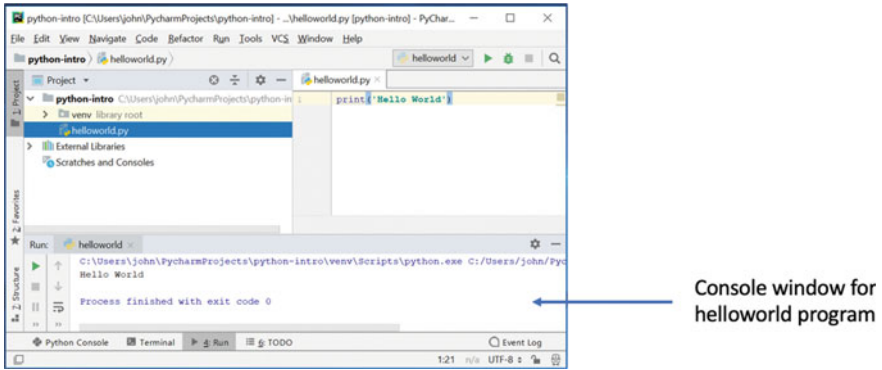 python-intro [C:\Users\john\PycharmProjects\python-intro] - ...\helloworld.py [python-intro] - PyChar...
File Edit View Navigate Code Refactor Run Tools VCS Window Help
python-intro helloworld.py helloworld
1: Project
Project
helloworld.py
python-intro C:\Users\john\PycharmProjects\python-in
1 print('Hello World')
venv library root
helloworld.py
External Libraries
Scratches and Consoles
2: Favorites
Run: helloworld
C:\Users\john\PycharmProjects\python-intro\venv\Scripts\python.exe C:/Users/john/Pyc
Hello World
Process finished with exit code 0
Z: Structure
Console window for
helloworld program
Python Console Terminal 4: Run 6: TODO Event Log
1:21 n/a UTF-8